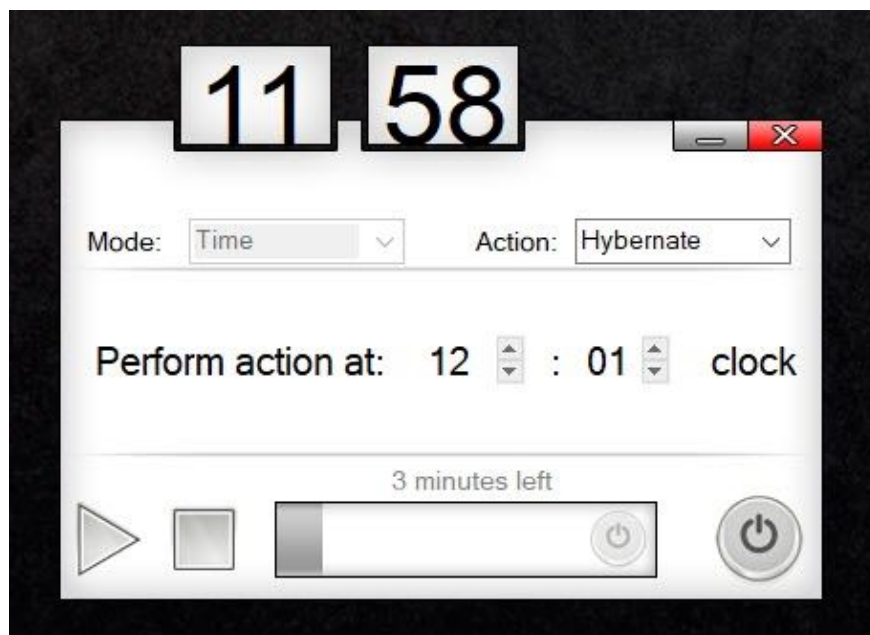 11 58
Mode: Time Action: Hybernate
Perform action at: 12 : 01 clock
3 minutes left